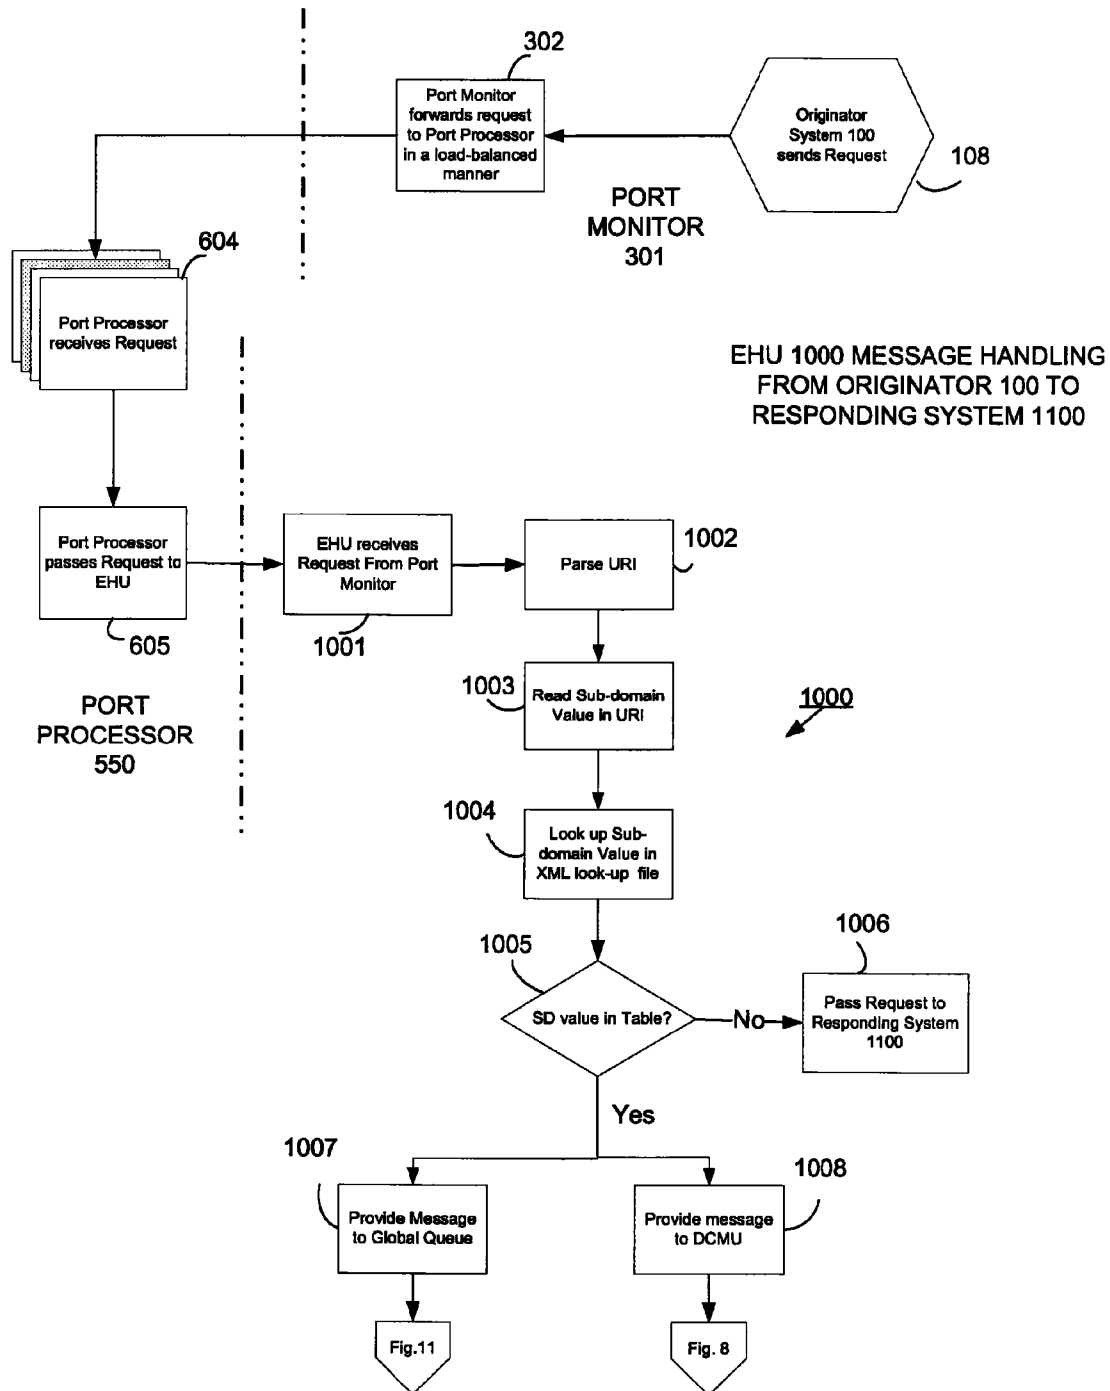 302
Port Monitor
forwards request
to Port Processor
in a load-balanced
manner
Originator
System 100
sends Request
108
PORT
MONITOR
301
604
Port Processor
receives Request
EHU 1000 MESSAGE HANDLING
FROM ORIGINATOR 100 TO
RESPONDING SYSTEM 1100
Port Processor
passes Request to
EHU
605
EHU receives
Request From Port
Monitor
1001
Parse URI
1002
PORT
PROCESSOR
550
1003
Read Sub-domain
Value in URI
1000
1004
Look up Sub-
domain Value in
XML look-up file
1005
SD value in Table?
No
1006
Pass Request to
Responding System
1100
Yes
1007
Provide Message
to Global Queue
1008
Provide message
to DCMU
Fig.11
Fig. 8